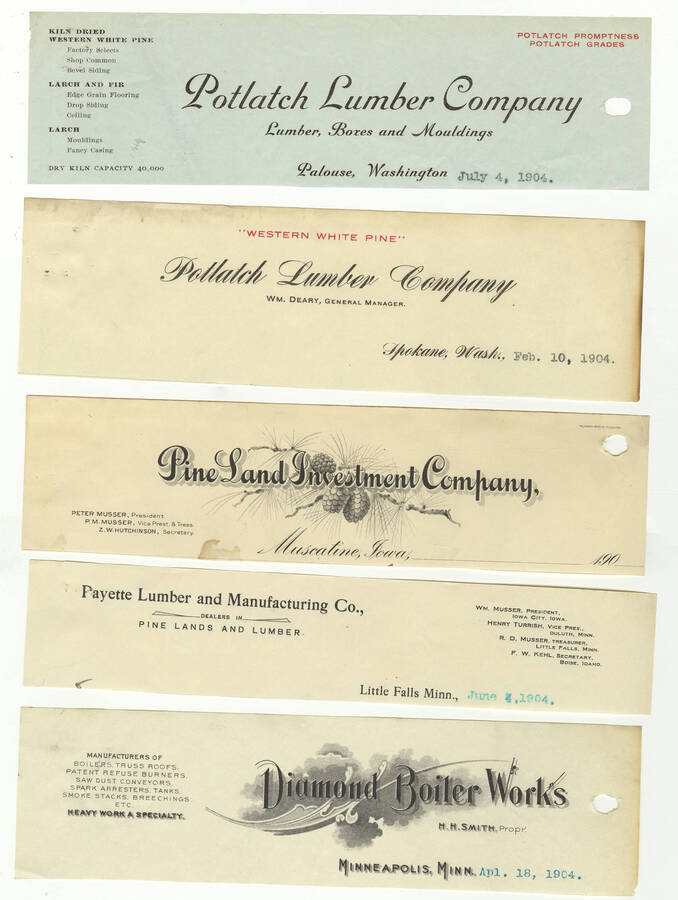 KILN DRIED
WESTERN WHITE PINE
Factory Selects
Shop Common
Bevel Siding
LARCH AND FIR
Edge Grain Flooring
Drop Siding
Ceiling
LARCH
Mouldings
Fancy Casing
DRY KILN CAPACITY 40,000
POTLATCH PROMPTNESS
POTLATCH GRADES
Potlatch Lumber Company
Lumber, Boxes and Mouldings
Palouse, Washington July 4, 1904.
"WESTERN WHITE PINE"
Potlatch Lumber Company
WM. DEARY, GENERAL MANAGER.
Spokane, Wash., Feb. 10, 1904.
Pine Land Investment Company,
PETER MUSSER, President.
P.M. MUSSER, Vice Prest. & Treas.
Z.W. HUTCHINSON, Secretary.
Muscatine, Iowa, 190
Payette Lumber and Manufacturing Co.,
DEALERS IN
PINE LANDS AND LUMBER.
WM. MUSSER, PRESIDENT,
IOWA CITY, IOWA.
HENRY TURRISH, VICE PRES.,
DULUTH, MINN.
R. D. MUSSER, TREASURER,
LITTLE FALLS, MINN.
F. W. KEHL, SECRETARY,
BOISE, IDAHO.
Little Falls Minn., June 4, 1904.
MANUFACTURERS OF
BOILERS, TRUSS ROOFS,
PATENT REFUSE BURNERS,
SAW DUST CONVEYORS,
SPARK ARRESTERS, TANKS,
SMOKE STACKS, BREECHINGS
ETC.
HEAVY WORK A SPECIALTY.
Diamond Boiler Works
H.H. SMITH, Propr.
MINNEAPOLIS, MINN. Apl. 18, 1904.